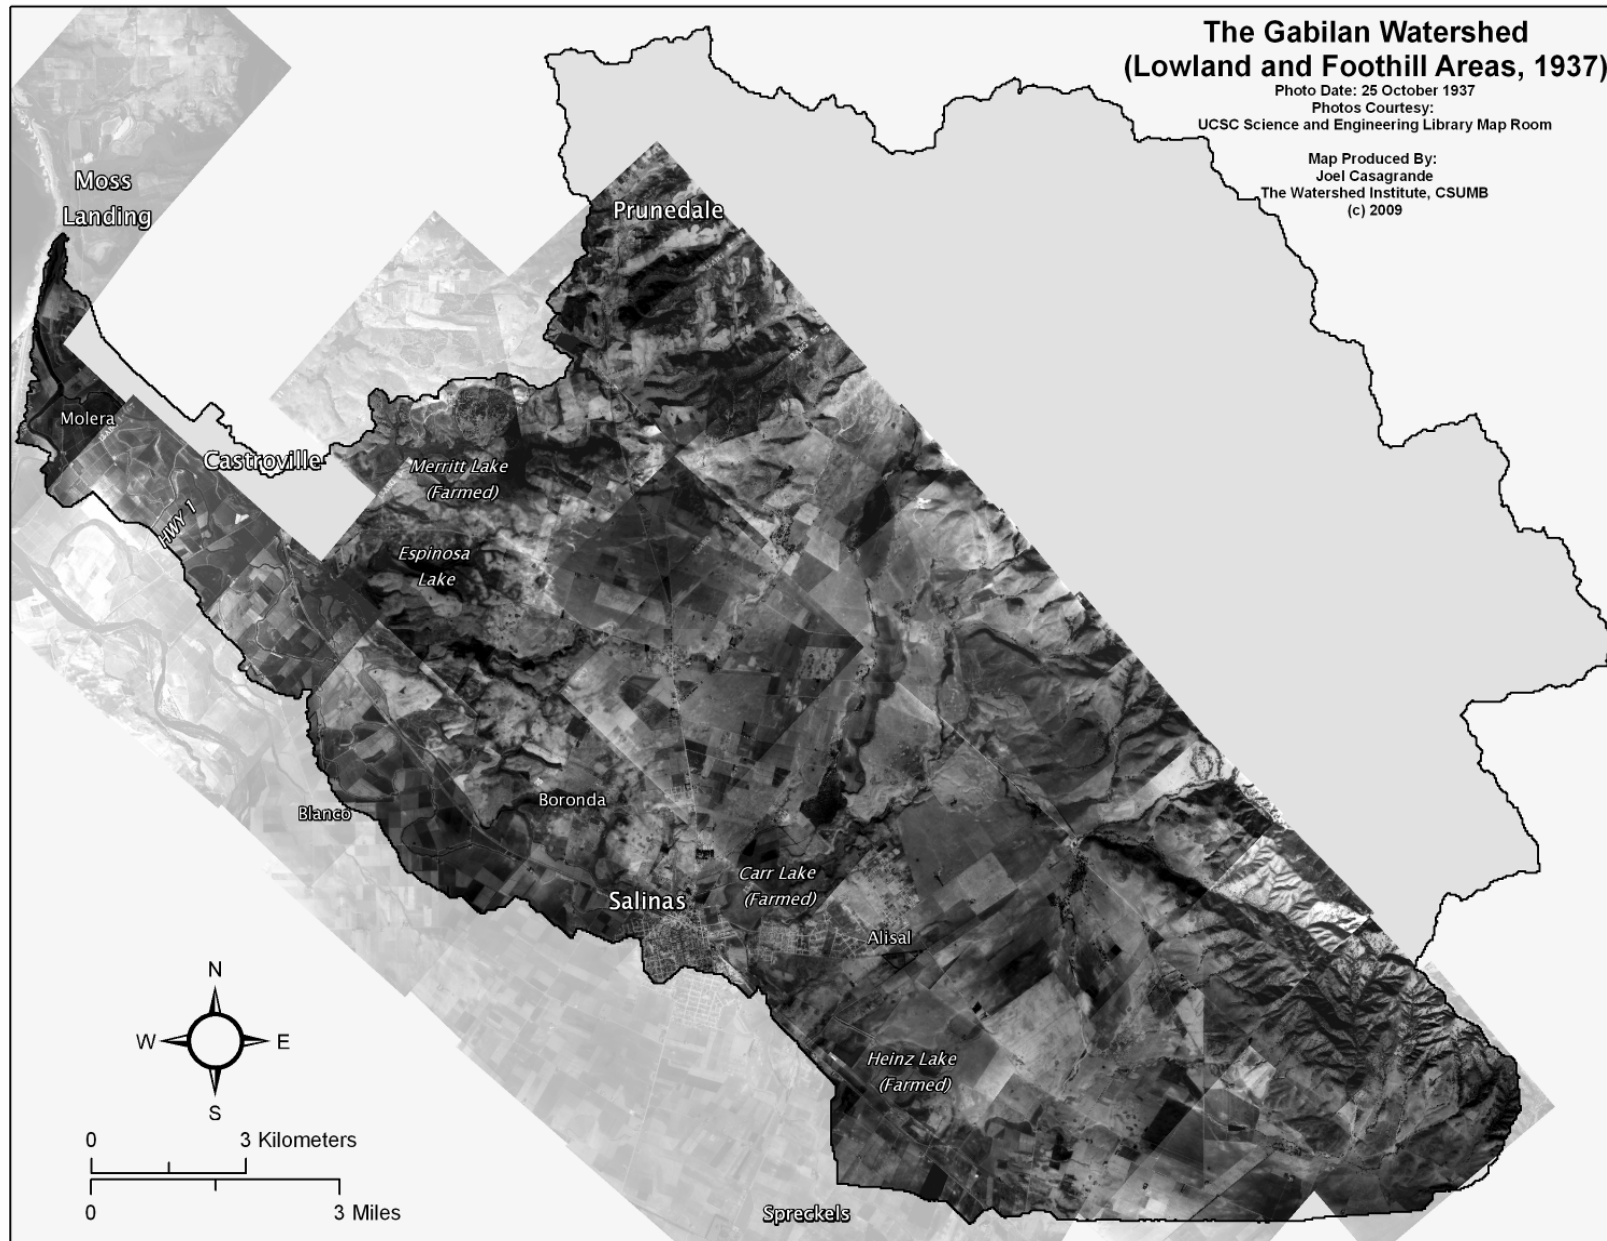 The Gabilan Watershed
(Lowland and Foothill Areas, 1937)
Photo Date: 25 October 1937
Photos Courtesy:
UCSC Science and Engineering Library Map Room
Map Produced By:
Joel Casagrande
The Watershed Institute, CSUMB
(c) 2009
Moss
Landing
Prunedale
Molera
Castroville
Merritt Lake
(Farmed)
HWY 1
Espinosa
Lake
Boronda
Blanco
Carr Lake
(Farmed)
Salinas
Alisal
Heinz Lake
(Farmed)
Spreckels
N
W
E
S
0
3 Kilometers
0
3 Miles